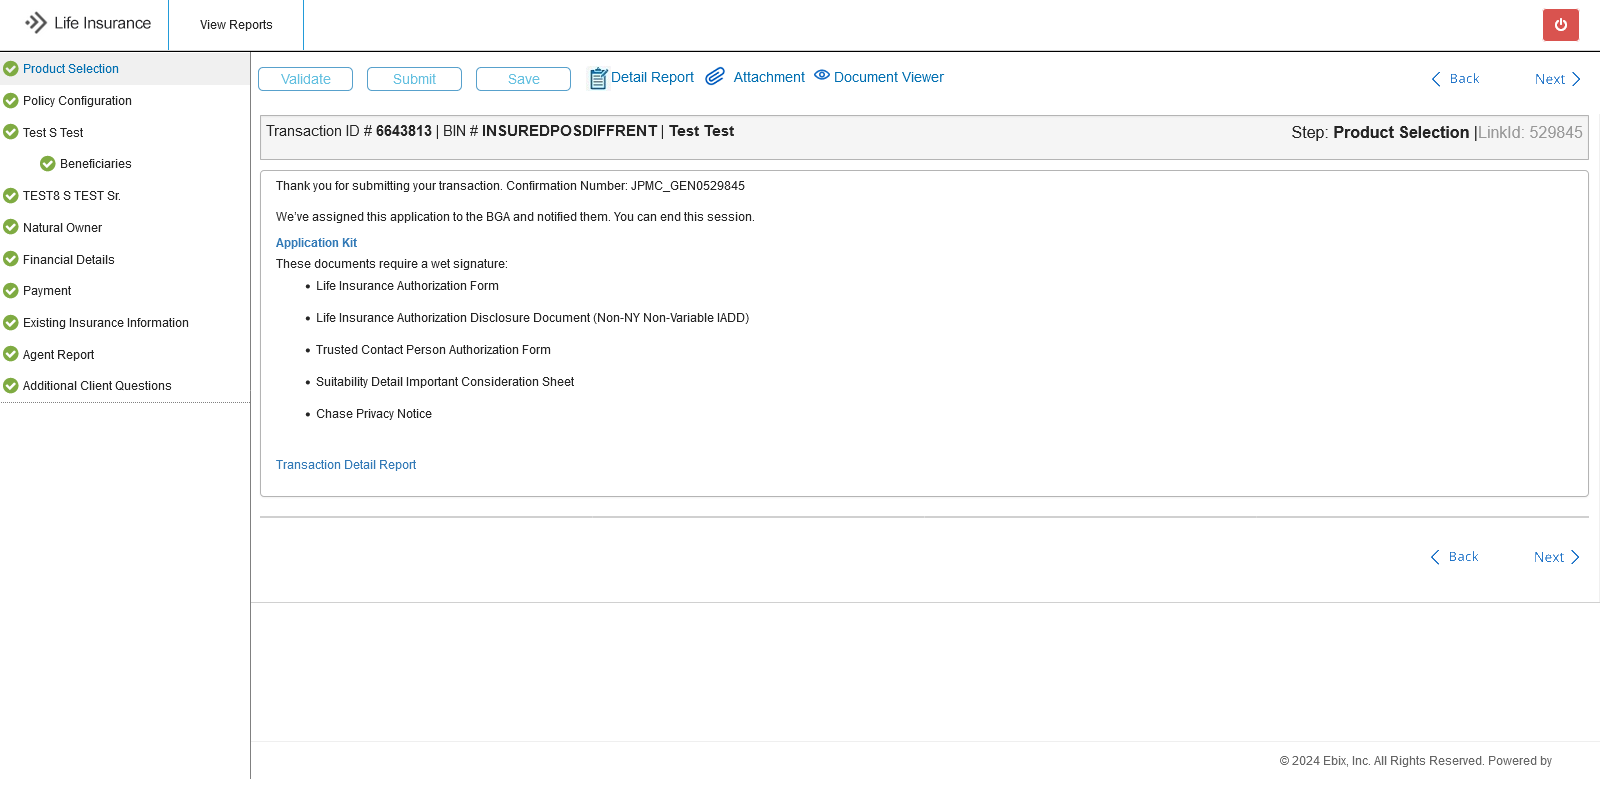 Life Insurance
View Reports
Product Selection
Policy Configuration
Test S Test
Beneficiaries
TEST8 S TEST Sr.
Natural Owner
Financial Details
Payment
Existing Insurance Information
Agent Report
Additional Client Questions
Validate Submit Save Detail Report Attachment Document Viewer Back Next
Transaction ID # 6643813 | BIN # INSUREDPOSDIFFRENT | Test Test
Step: Product Selection |LinkId: 529845
Thank you for submitting your transaction. Confirmation Number: JPMC_GEN0529845
We've assigned this application to the BGA and notified them. You can end this session.
Application Kit
These documents require a wet signature:
• Life Insurance Authorization Form
• Life Insurance Authorization Disclosure Document (Non-NY Non-Variable IADD)
• Trusted Contact Person Authorization Form
• Suitability Detail Important Consideration Sheet
• Chase Privacy Notice
Transaction Detail Report
Back Next
© 2024 Ebix, Inc. All Rights Reserved. Powered by